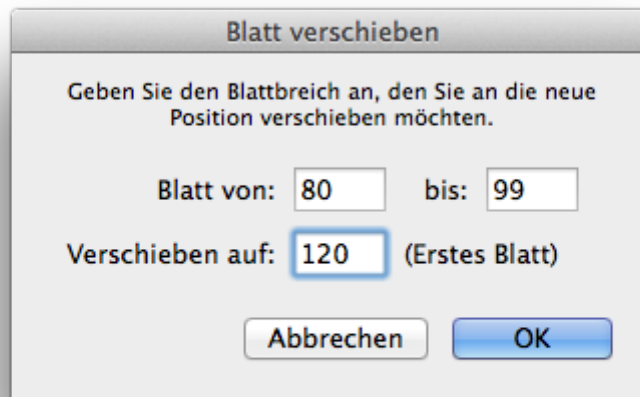 Blatt verschieben
Geben Sie den Blattbreich an, den Sie an die neue
Position verschieben möchten.
Blatt von: 80 bis: 99
Verschieben auf: 120 (Erstes Blatt)
Abbrechen OK